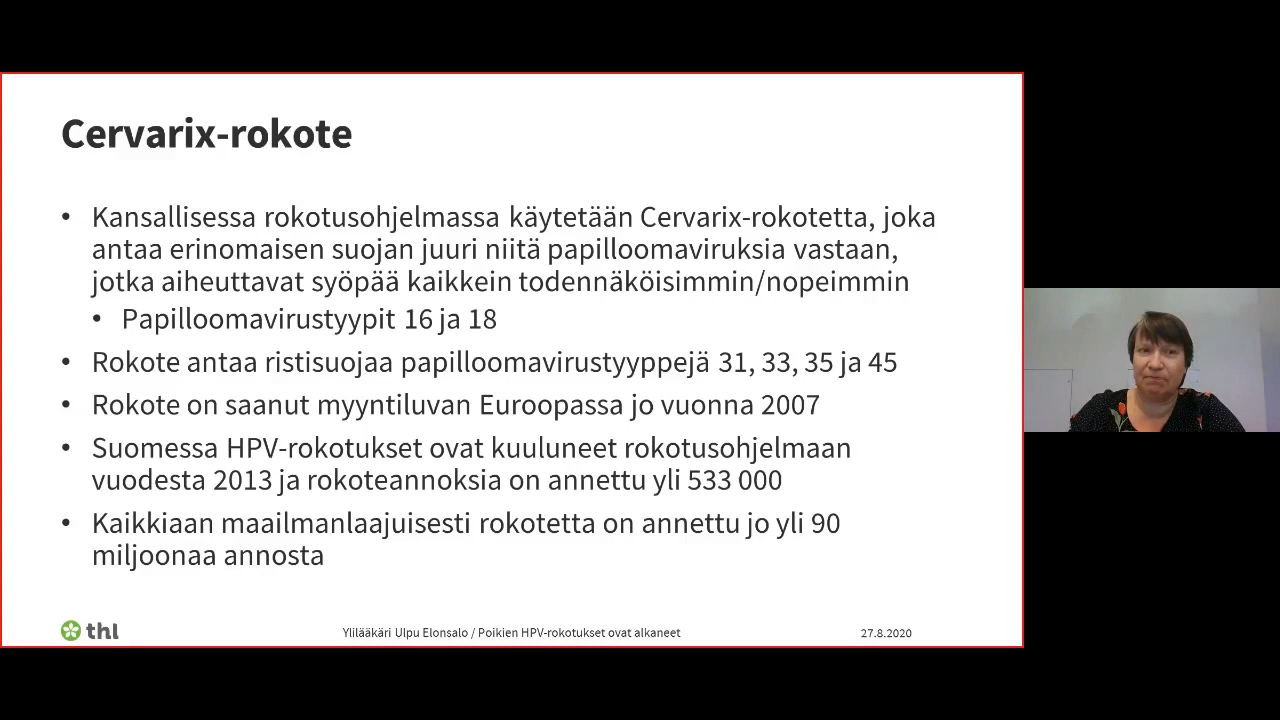 Cervarix-rokote
• Kansallisessa rokotusohjelmassa käytetään Cervarix-rokotetta, joka
antaa erinomaisen suojan juuri niitä papilloomaviruksia vastaan,
jotka aiheuttavat syöpää kaikkein todennäköisimmin/nopeimmin
• Papilloomavirustyypit 16 ja 18
• Rokote antaa ristisuojaa papilloomavirustyyppejä 31, 33, 35 ja 45
• Rokote on saanut myyntiluvan Euroopassa jo vuonna 2007
• Suomessa HPV-rokotukset ovat kuuluneet rokotusohjelmaan
vuodesta 2013 ja rokoteannoksia on annettu yli 533 000
• Kaikkiaan maailmanlaajuisesti rokotetta on annettu jo yli 90
miljoonaa annosta
thl
Ylilääkäri Ulpu Elonsalo / Poikien HPV-rokotukset ovat alkaneet
27.8.2020